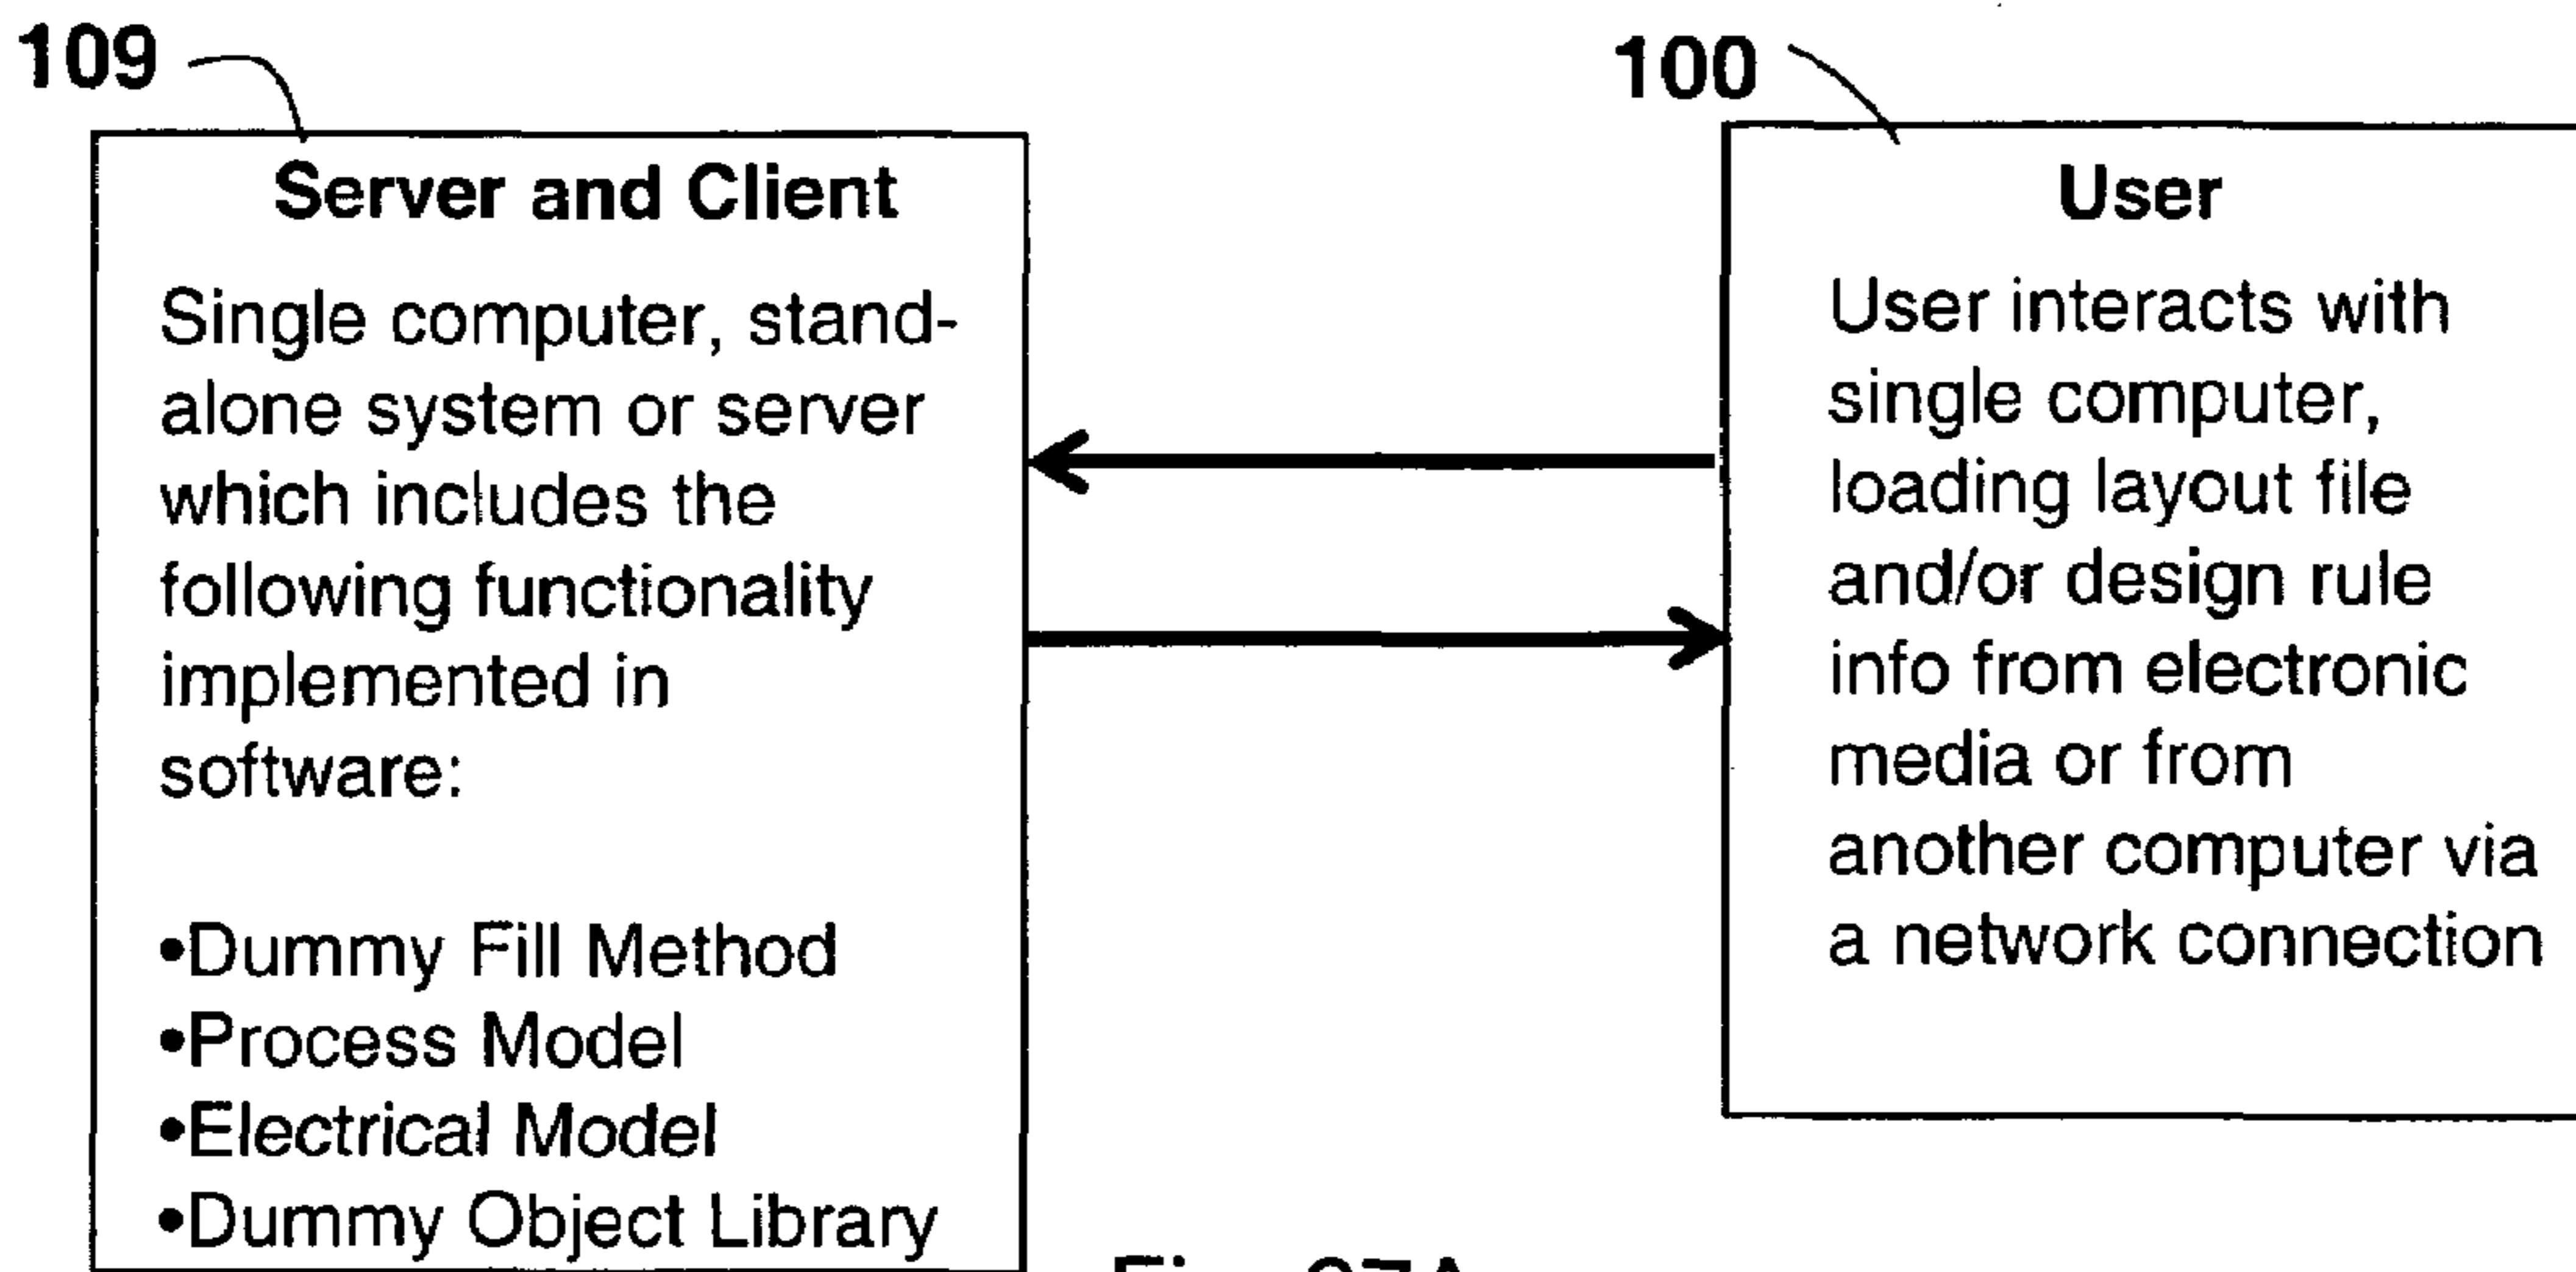 109
100
Server and Client
Single computer, stand-
alone system or server
which includes the
following functionality
implemented in
software:
•Dummy Fill Method
•Process Model
•Electrical Model
•Dummy Object Library
User
User interacts with
single computer,
loading layout file
and/or design rule
info from electronic
media or from
another computer via
a network connection